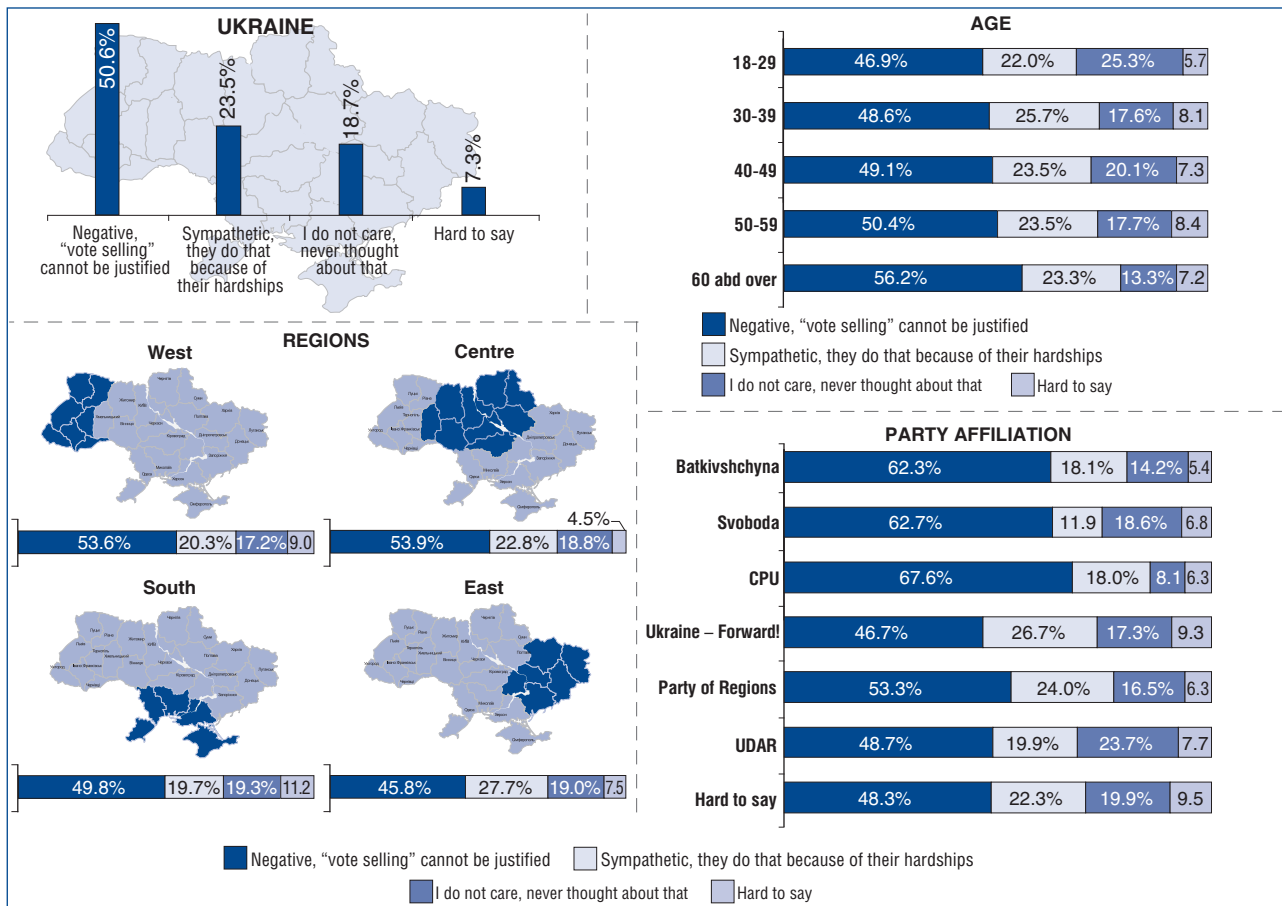 UKRAINE
50.6%
23.5%
18.7%
7.3%
Negative,
“vote selling”
cannot be justified
Sympathetic,
they do that
because of
their hardships
I do not care,
never thought
about that
Hard to say
AGE
18-29
46.9%
22.0%
25.3%
5.7
30-39
48.6%
25.7%
17.6%
8.1
40-49
49.1%
23.5%
20.1%
7.3
50-59
50.4%
23.5%
17.7%
8.4
60 abd over
56.2%
23.3%
13.3%
7.2
Negative, “vote selling” cannot be justified
Sympathetic, they do that because of their hardships
I do not care, never thought about that
Hard to say
REGIONS
West
53.6%
20.3%
17.2%
9.0
Centre
4.5%
53.9%
22.8%
18.8%
South
49.8%
19.7%
19.3%
11.2
East
45.8%
27.7%
19.0%
7.5
PARTY AFFILIATION
Batkivshchyna
62.3%
18.1%
14.2%
5.4
Svoboda
62.7%
11.9
18.6%
6.8
CPU
67.6%
18.0%
8.1
6.3
Ukraine – Forward!
46.7%
26.7%
17.3%
9.3
Party of Regions
53.3%
24.0%
16.5%
6.3
UDAR
48.7%
19.9%
23.7%
7.7
Hard to say
48.3%
22.3%
19.9%
9.5
Negative, “vote selling” cannot be justified
Sympathetic, they do that because of their hardships
I do not care, never thought about that
Hard to say